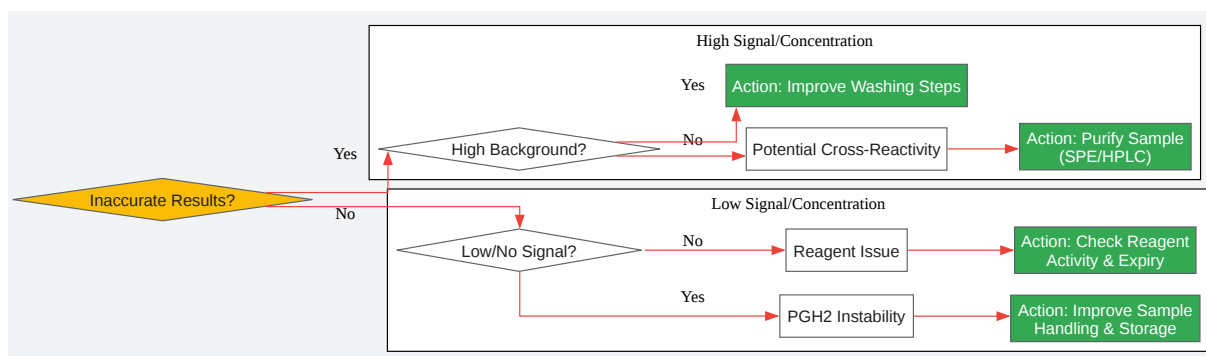 High Signal/Concentration
Yes
Action: Improve Washing Steps
Yes
High Background?
No
Potential Cross-Reactivity
Action: Purify Sample
(SPE/HPLC)
Inaccurate Results?
No
Low Signal/Concentration
Low/No Signal?
No
Reagent Issue
Action: Check Reagent
Activity & Expiry
Yes
PGH2 Instability
Action: Improve Sample
Handling & Storage